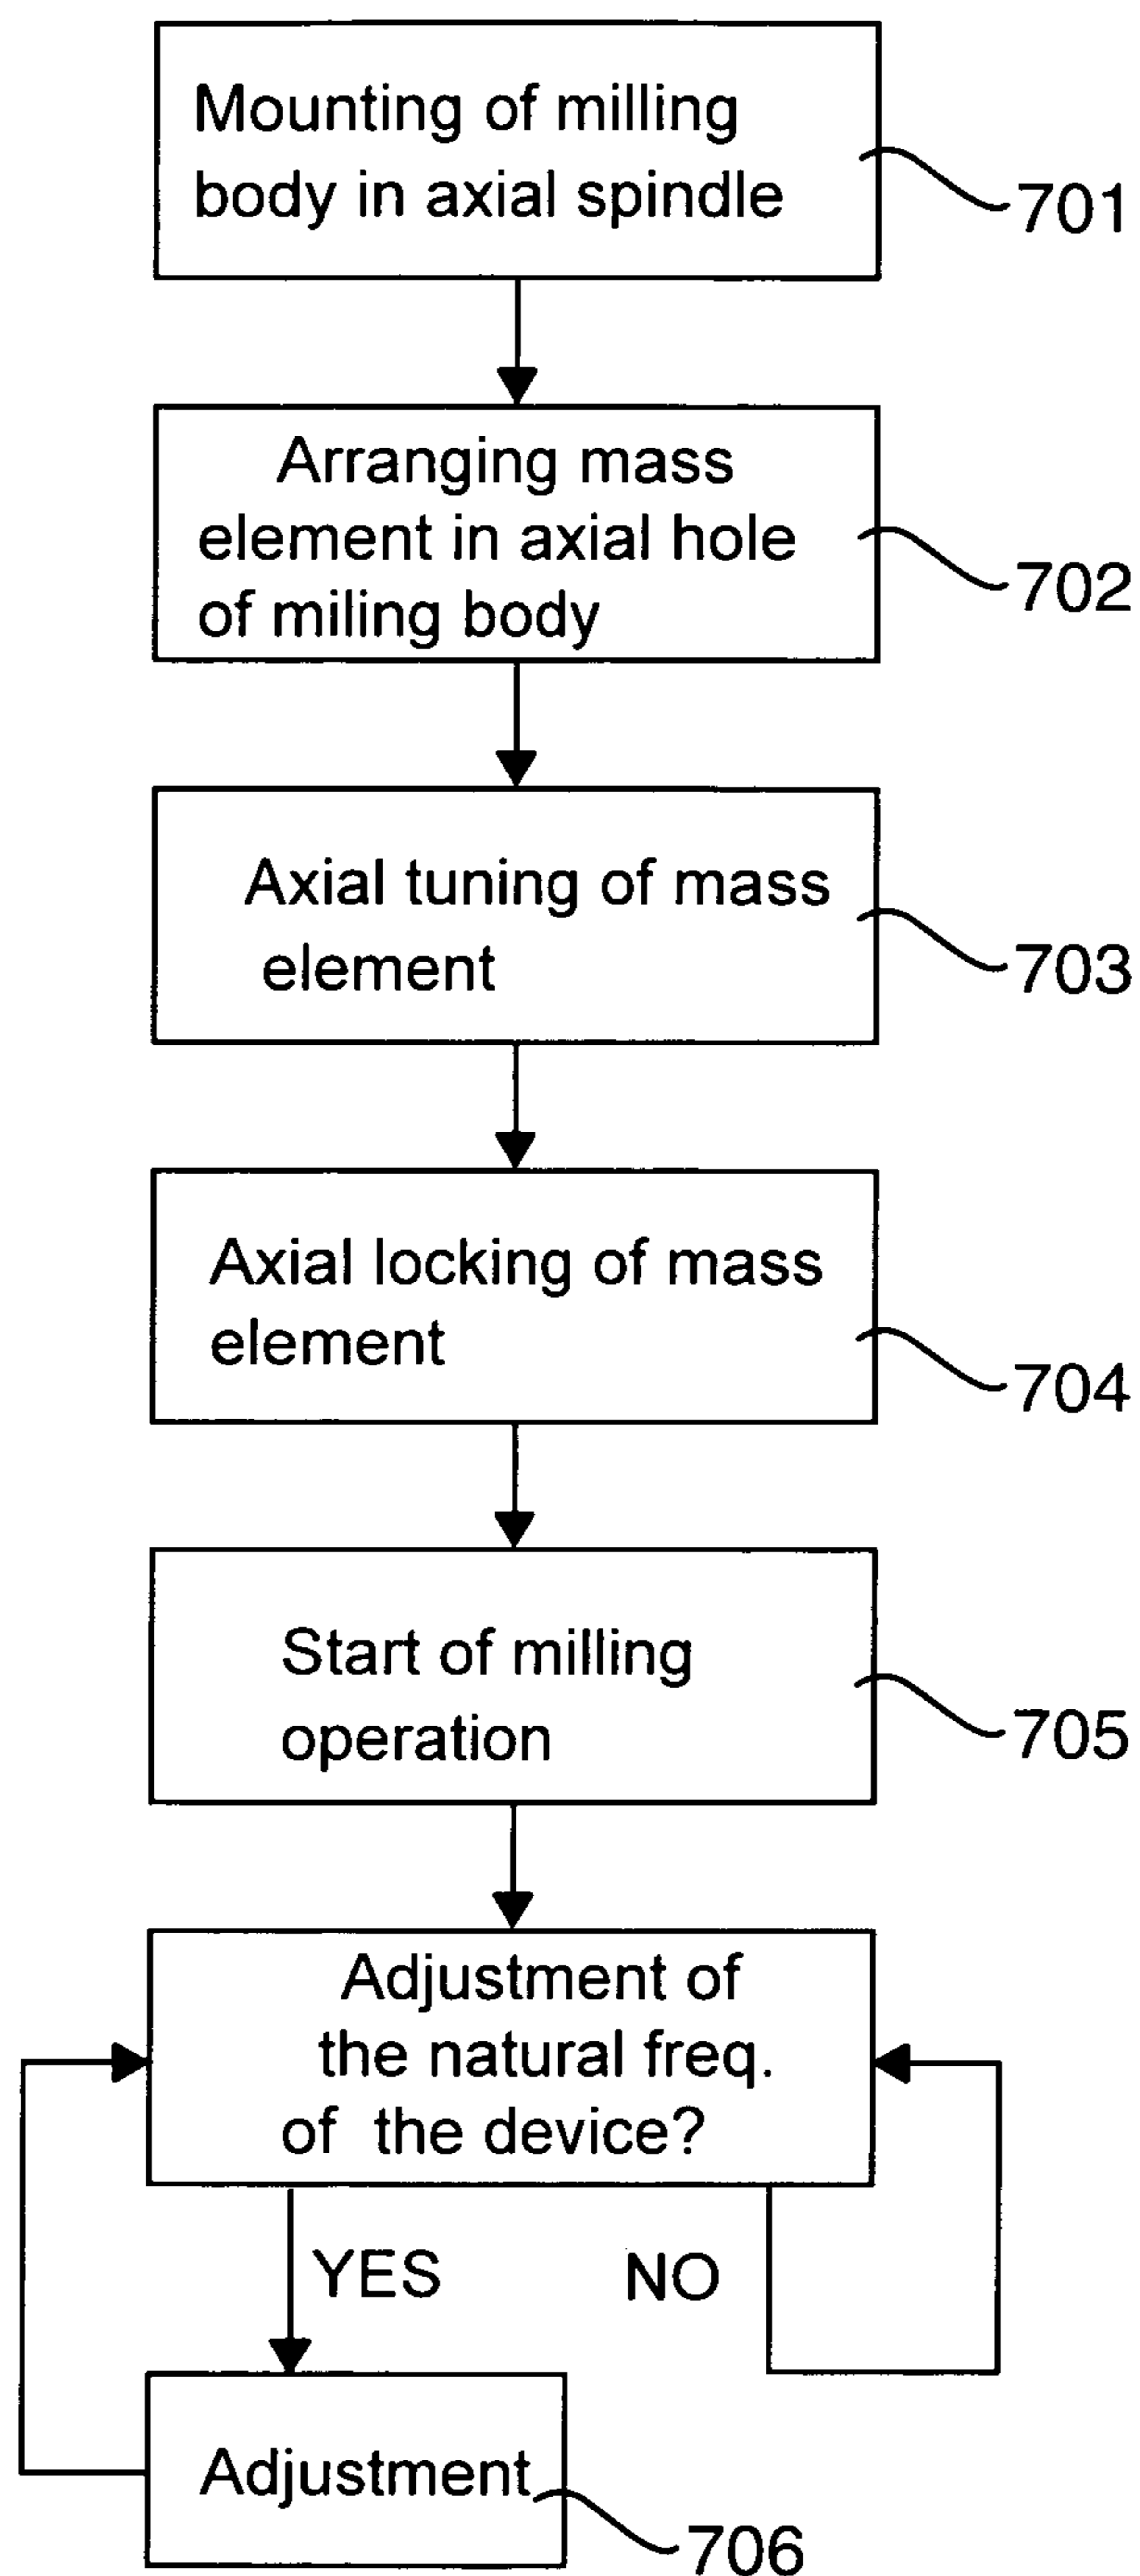 Mounting of milling
body in axial spindle
701
Arranging mass
element in axial hole
of miling body
702
Axial tuning of mass
element
703
Axial locking of mass
element
704
Start of milling
operation
705
Adjustment of
the natural freq.
of the device?
YES
NO
Adjustment
706